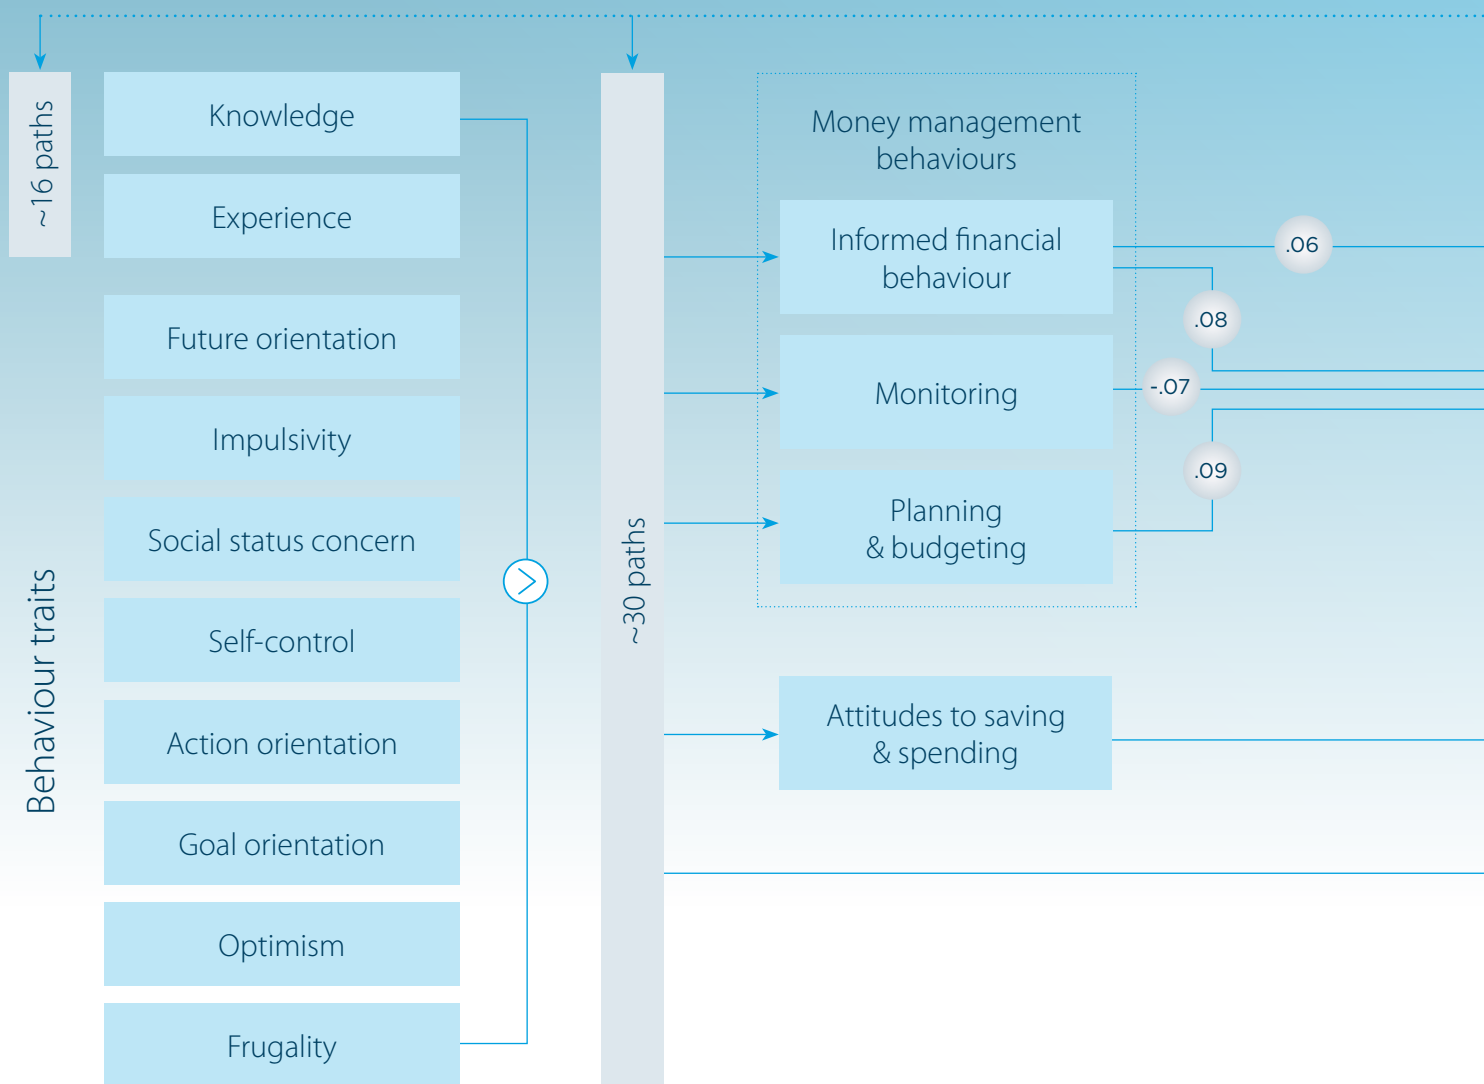 ~16 paths
Knowledge
Experience
Behaviour traits
Future orientation
Impulsivity
Social status concern
Self-control
Action orientation
Goal orientation
Optimism
Frugality
~30 paths
Money management
behaviours
Informed financial
behaviour
Monitoring
Planning
& budgeting
Attitudes to saving
& spending
.06
.08
-.07
.09